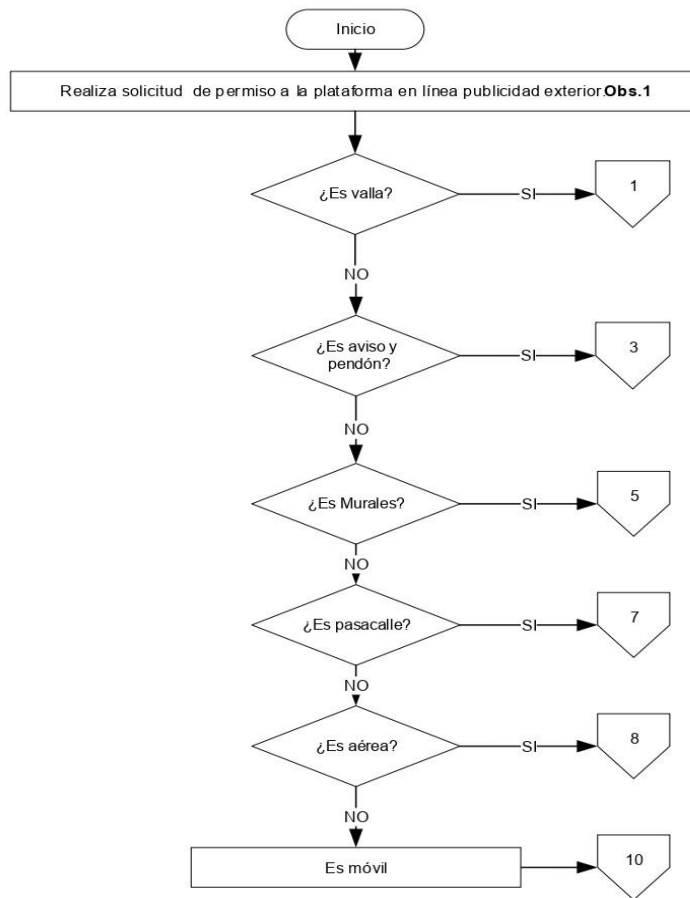 Inicio
Realiza solicitud de permiso a la plataforma en línea publicidad exterior.Obs.1
¿Es valla?
SI
1
NO
¿Es aviso y
pendón?
SI
3
NO
¿Es Murales?
SI
5
NO
¿Es pasacalle?
SI
7
NO
¿Es aérea?
SI
8
NO
Es móvil
10